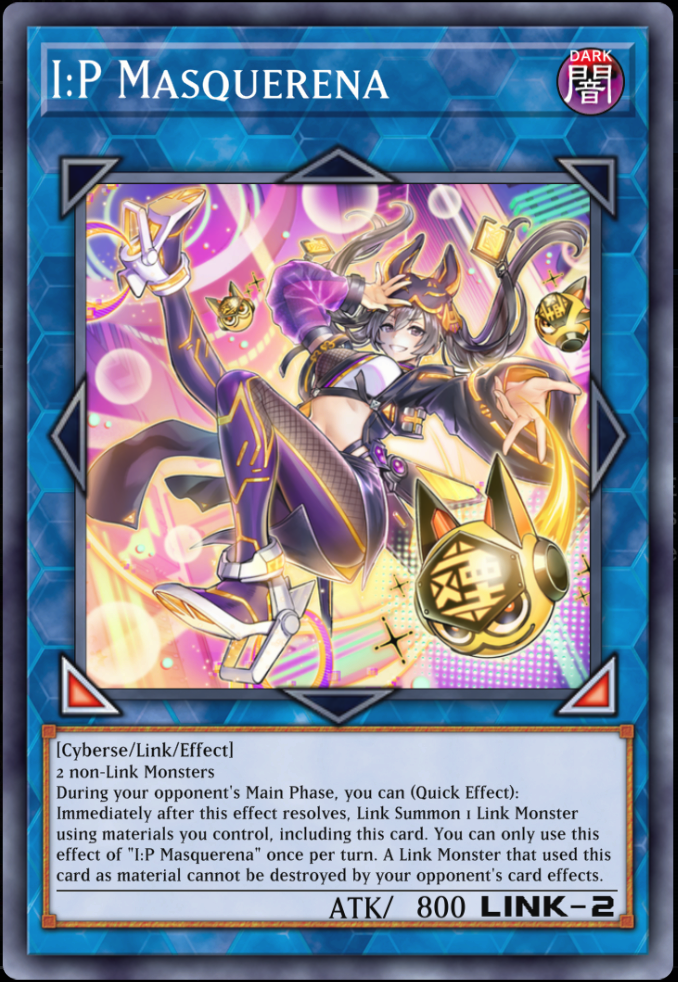 I:P MASQUERENA
DARK
闇
[Cyberse/Link/Effect]
2 non-Link Monsters
During your opponent's Main Phase, you can (Quick Effect):
Immediately after this effect resolves, Link Summon 1 Link Monster
using materials you control, including this card. You can only use this
effect of "I:P Masquerena" once per turn. A Link Monster that used this
card as material cannot be destroyed by your opponent's card effects.
ATK/ 800 LINK-2